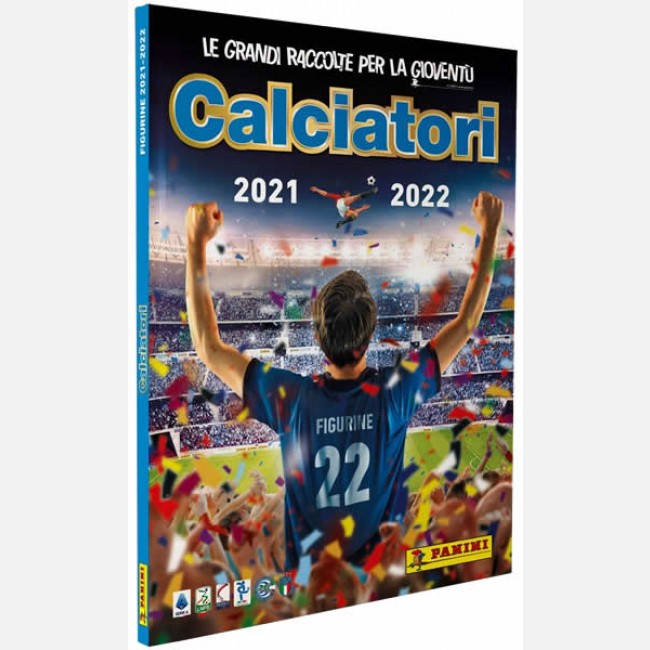 LE GRANDI RACCOLTE PER LA GIOVENTÙ
Calciatori
2021 2022
FIGURINE
22
PANINI
FIGURINE 2021-2022
Calciatori
PANINI